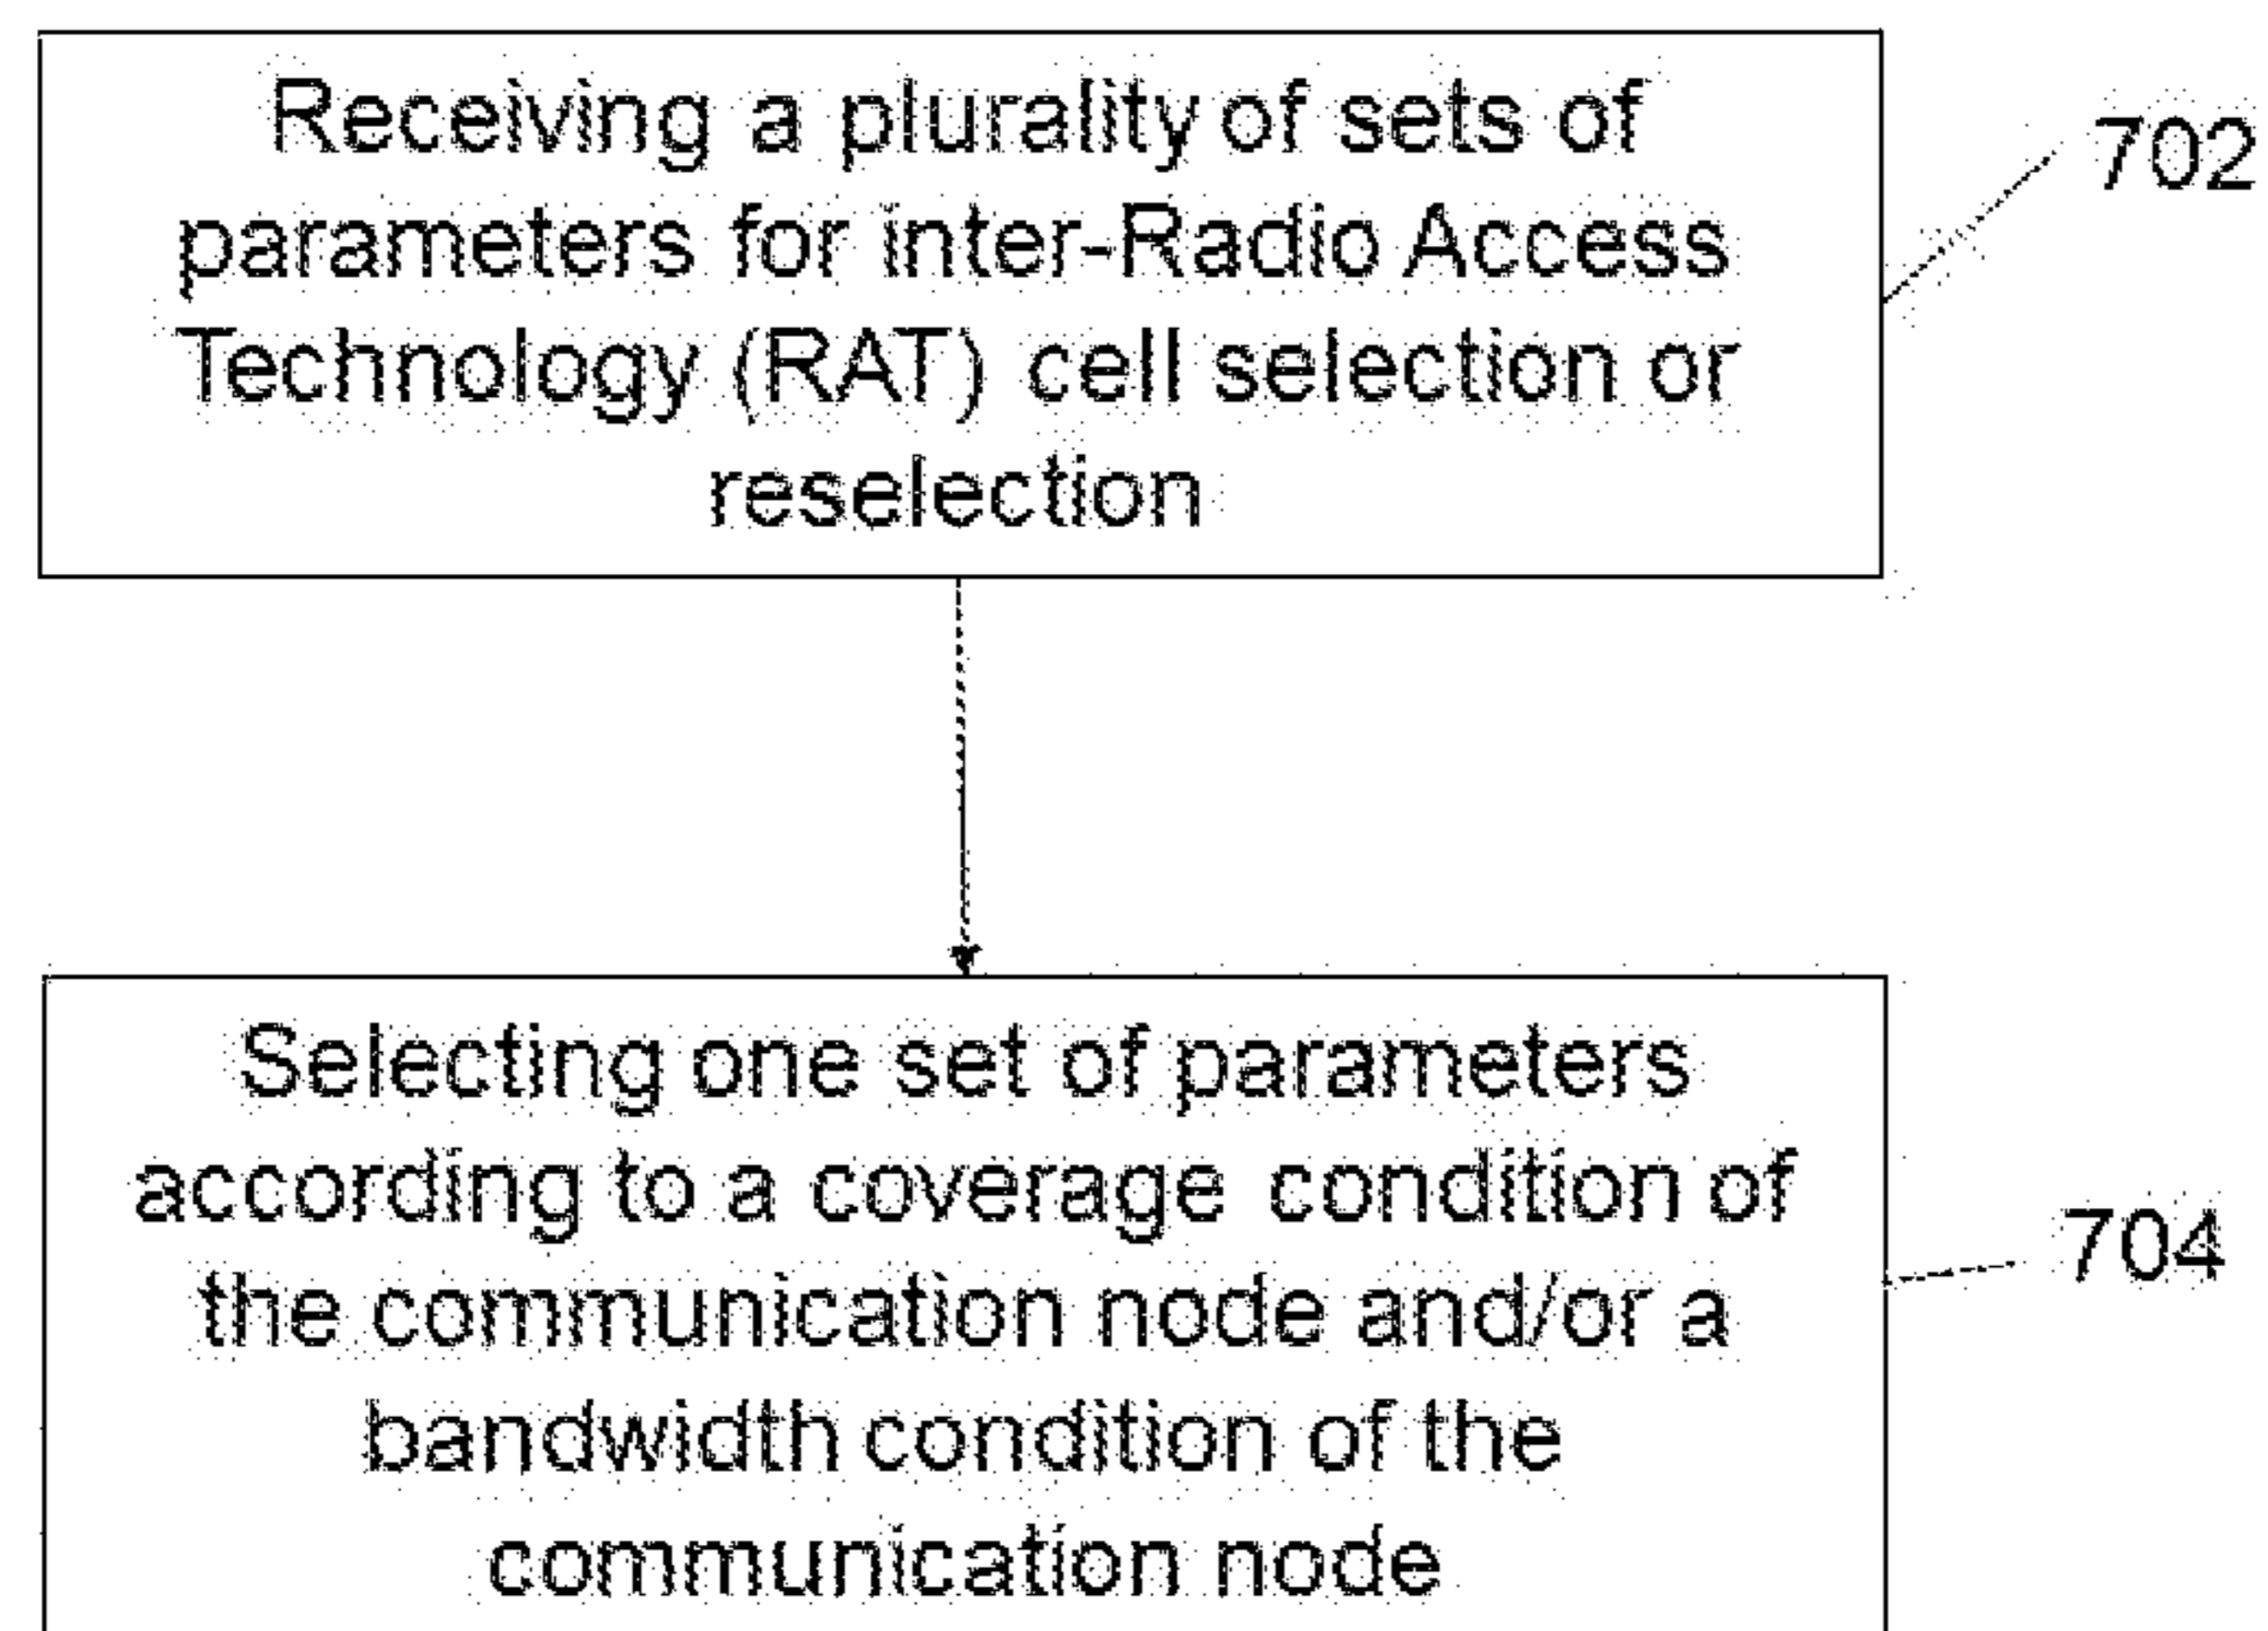 Receiving a plurality of sets of
parameters for inter-Radio Access
Technology (RAT) cell selection or
reselection
702
Selecting one set of parameters
according to a coverage condition of
the communication node and/or a
bandwidth condition of the
communication node
704